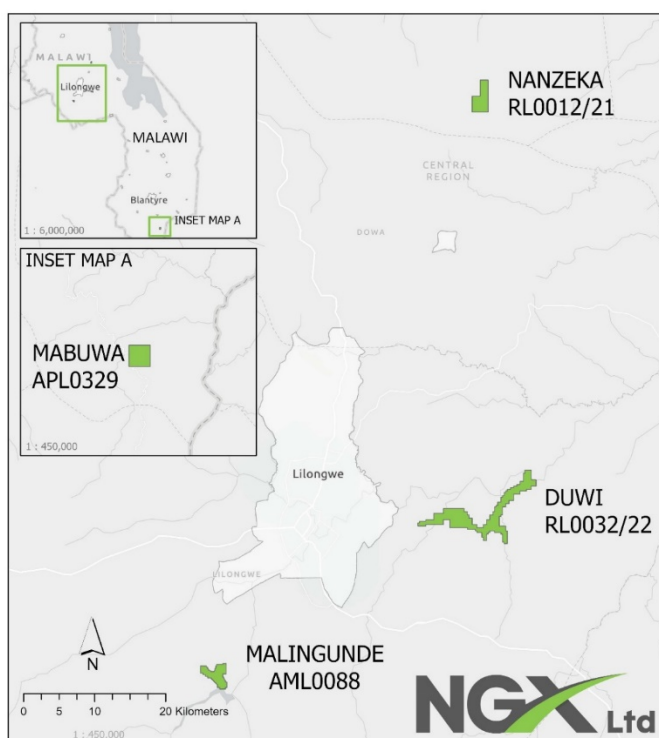 MALAWI
Lilongwe
MALAWI
Blantyre
INSET MAP A
1 : 6,000,000
INSET MAP A
MABUWA
APL0329
1 : 450,000
NANZEKA
RL0012/21
CENTRAL
REGION
DOWA
Lilongwe
DUWI
RL0032/22
LILONGWE
MALINGUNDE
AML0088
N
0 5 10 20 Kilometers
1 : 450,000
NGX Ltd